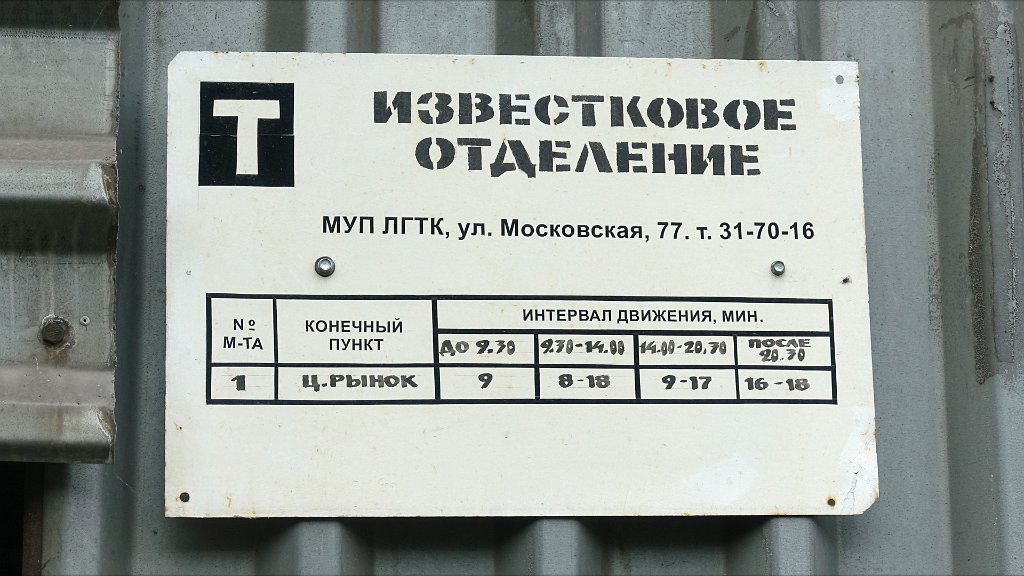 Т
ИЗВЕСТКОВОЕ
ОТДЕЛЕНИЕ
МУП ЛГТК, ул. Московская, 77. т. 31-70-16
№ М-ТА КОНЕЧНЫЙ ПУНКТ ИНТЕРВАЛ ДВИЖЕНИЯ, МИН.
ДО 9.30 9.30-14.00 14.00-20.30 ПОСЛЕ 20.30
1 Ц.РЫНОК 9 8-18 9-17 16-18